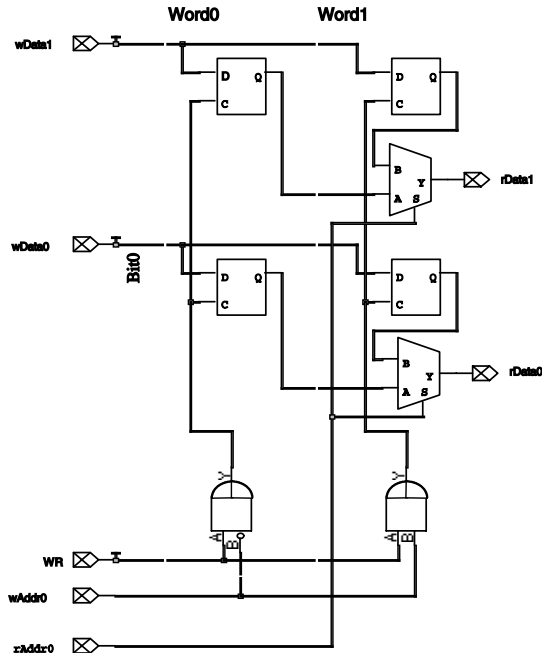 Word0 Word1
wData1
D Q
C
D Q
C
B
Y
A S
rData1
wData0
Bit0
D Q
C
D Q
C
B
Y
A S
rData0
Y
A B
Y
A B
WR
wAddr0
rAddr0